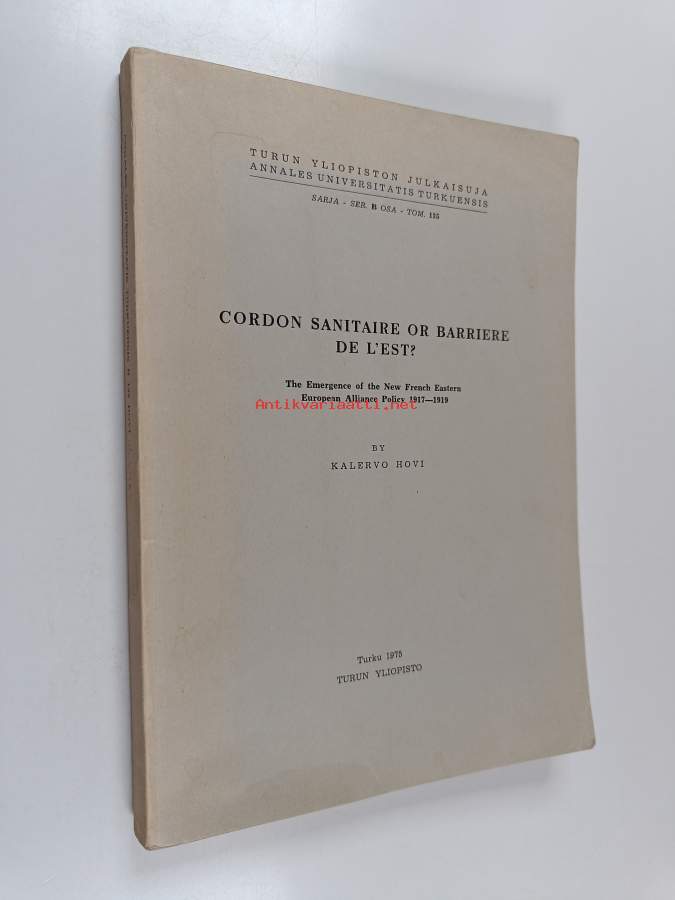 TURUN YLIOPISTON JULKAISUJA
ANNALES UNIVERSITATIS TURKUENSIS
SARJA - SER. B OSA - TOM. 135
CORDON SANITAIRE OR BARRIERE
DE L'EST?
The Emergence of the New French Eastern
European Alliance Policy 1917—1919
Antikvariaatti.net
BY
KALERVO HOVI
Turku 1975
TURUN YLIOPISTO